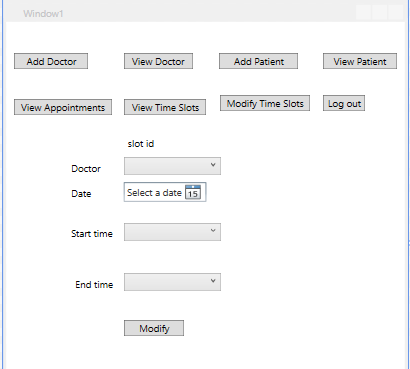 Window1
Add Doctor View Doctor Add Patient View Patient
View Appointments View Time Slots Modify Time Slots Log out
slot id
Doctor
Date Select a date 15
Start time
End time
Modify